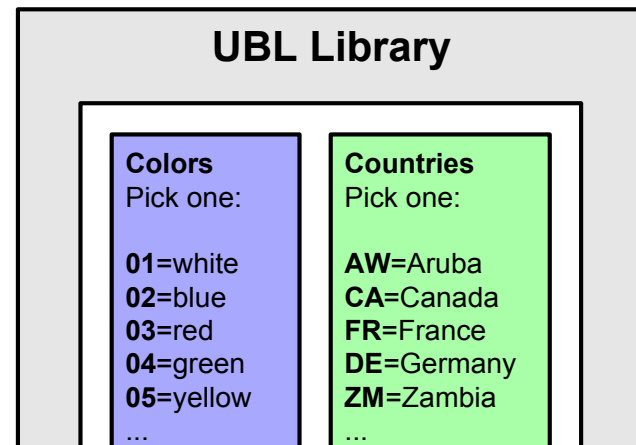 UBL Library
Colors
Pick one:
01=white
02=blue
03=red
04=green
05=yellow
...
Countries
Pick one:
AW=Aruba
CA=Canada
FR=France
DE=Germany
ZM=Zambia
...